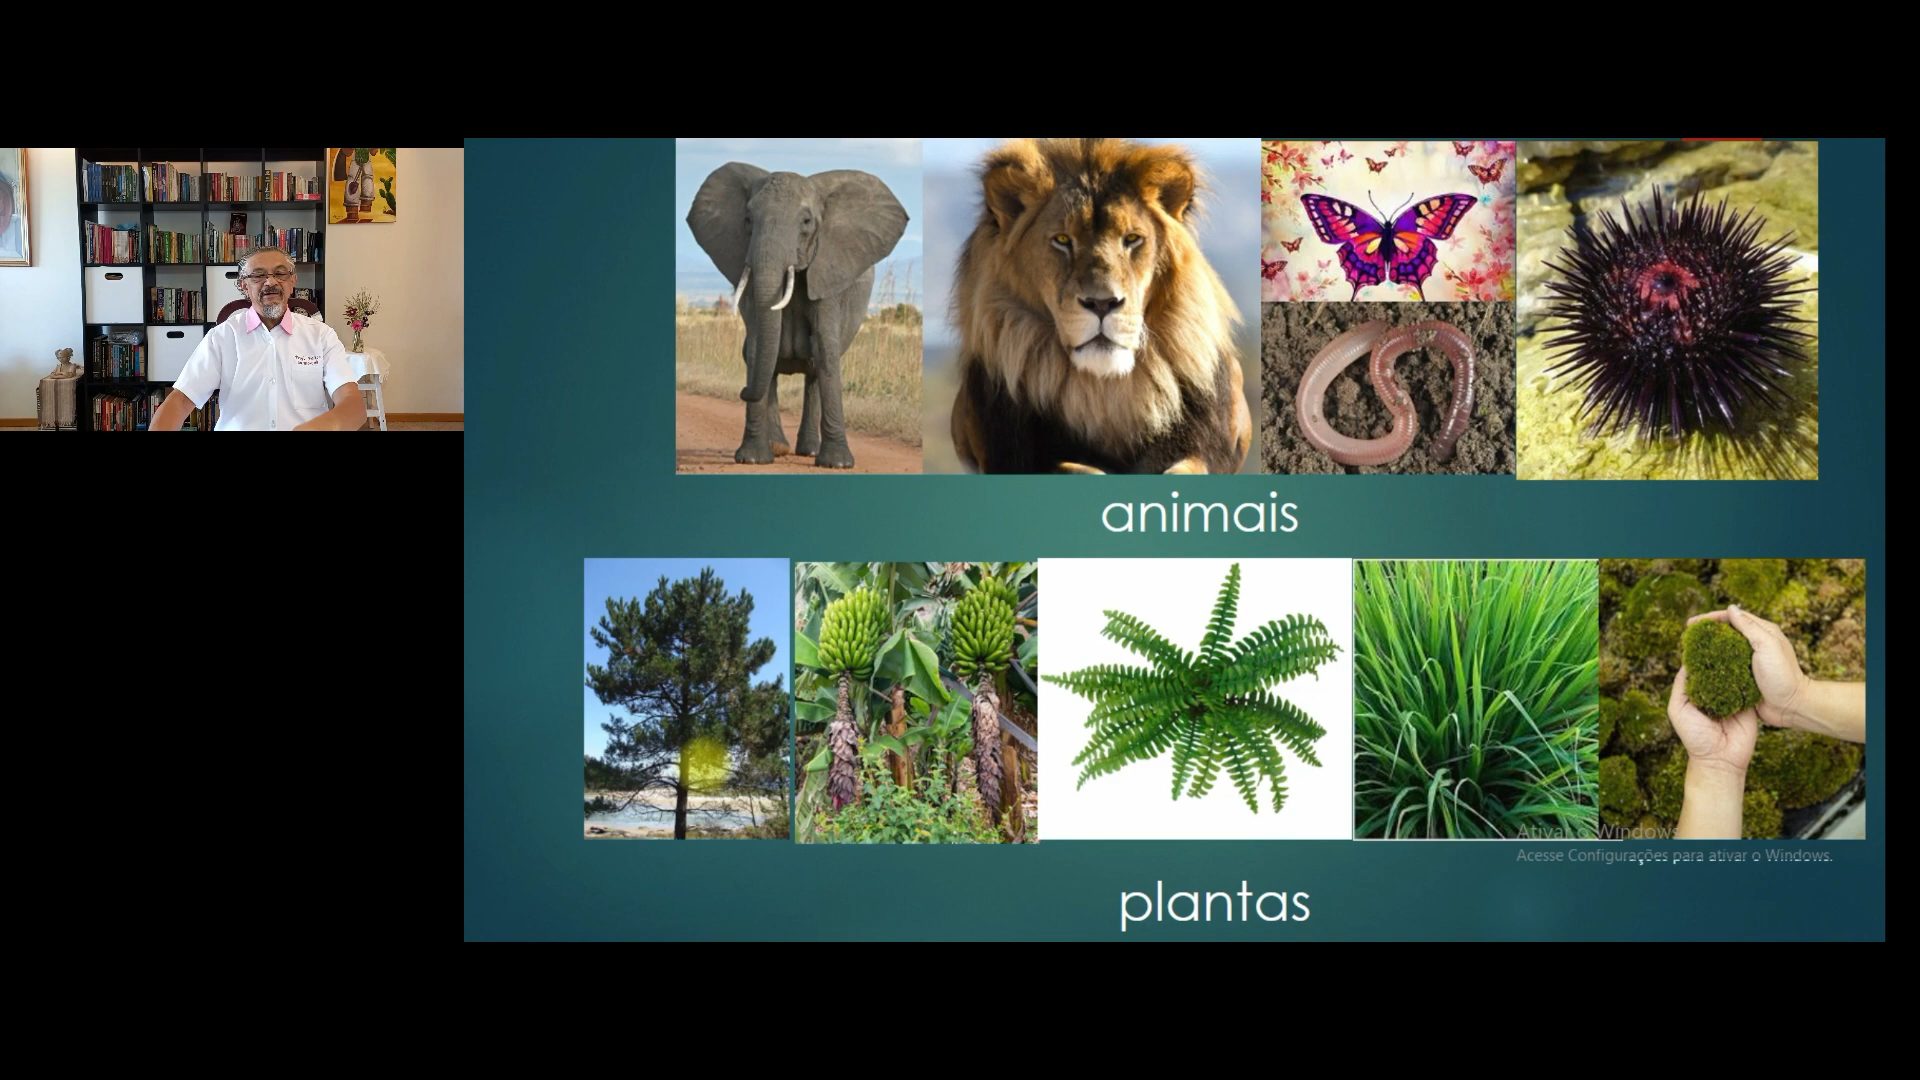 animais
Ativar o Windows
Acesse Configurações para ativar o Windows.
plantas